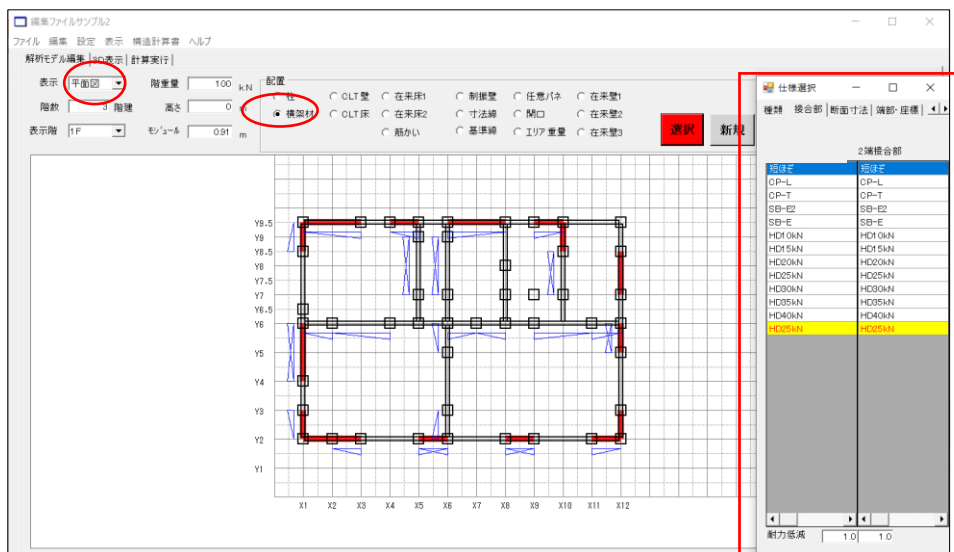 編集ファイルサンプル2
ファイル 編集 設定 表示 構造計算書 ヘルプ
解析モデル編集 3D表示 計算実行
表示 平面図 階重量 100 kN
階数 3 階建 高さ 0
表示階 1F モジュール 0.91 m
配置
柱 CLT壁 在来床1 制振壁 任意バネ 在来壁1
横架材 CLT床 在来床2 寸法線 開口 在来壁2
筋かい 基準線 エリア重量 在来壁3
選択 新規
仕様選択
種類 接合部 断面寸法 端部・座標
2端接合部
短ほぞ 短ほぞ
CP-L CP-L
CP-T CP-T
SB-E2 SB-E2
SB-E SB-E
HD10kN HD10kN
HD15kN HD15kN
HD20kN HD20kN
HD25kN HD25kN
HD30kN HD30kN
HD35kN HD35kN
HD40kN HD40kN
HD25kN HD25kN
耐力低減 1.0 1.0
Y9.5
Y9
Y8.5
Y8
Y7.5
Y7
Y6.5
Y6
Y5
Y4
Y3
Y2
Y1
X1 X2 X3 X4 X5 X6 X7 X8 X9 X10 X11 X12